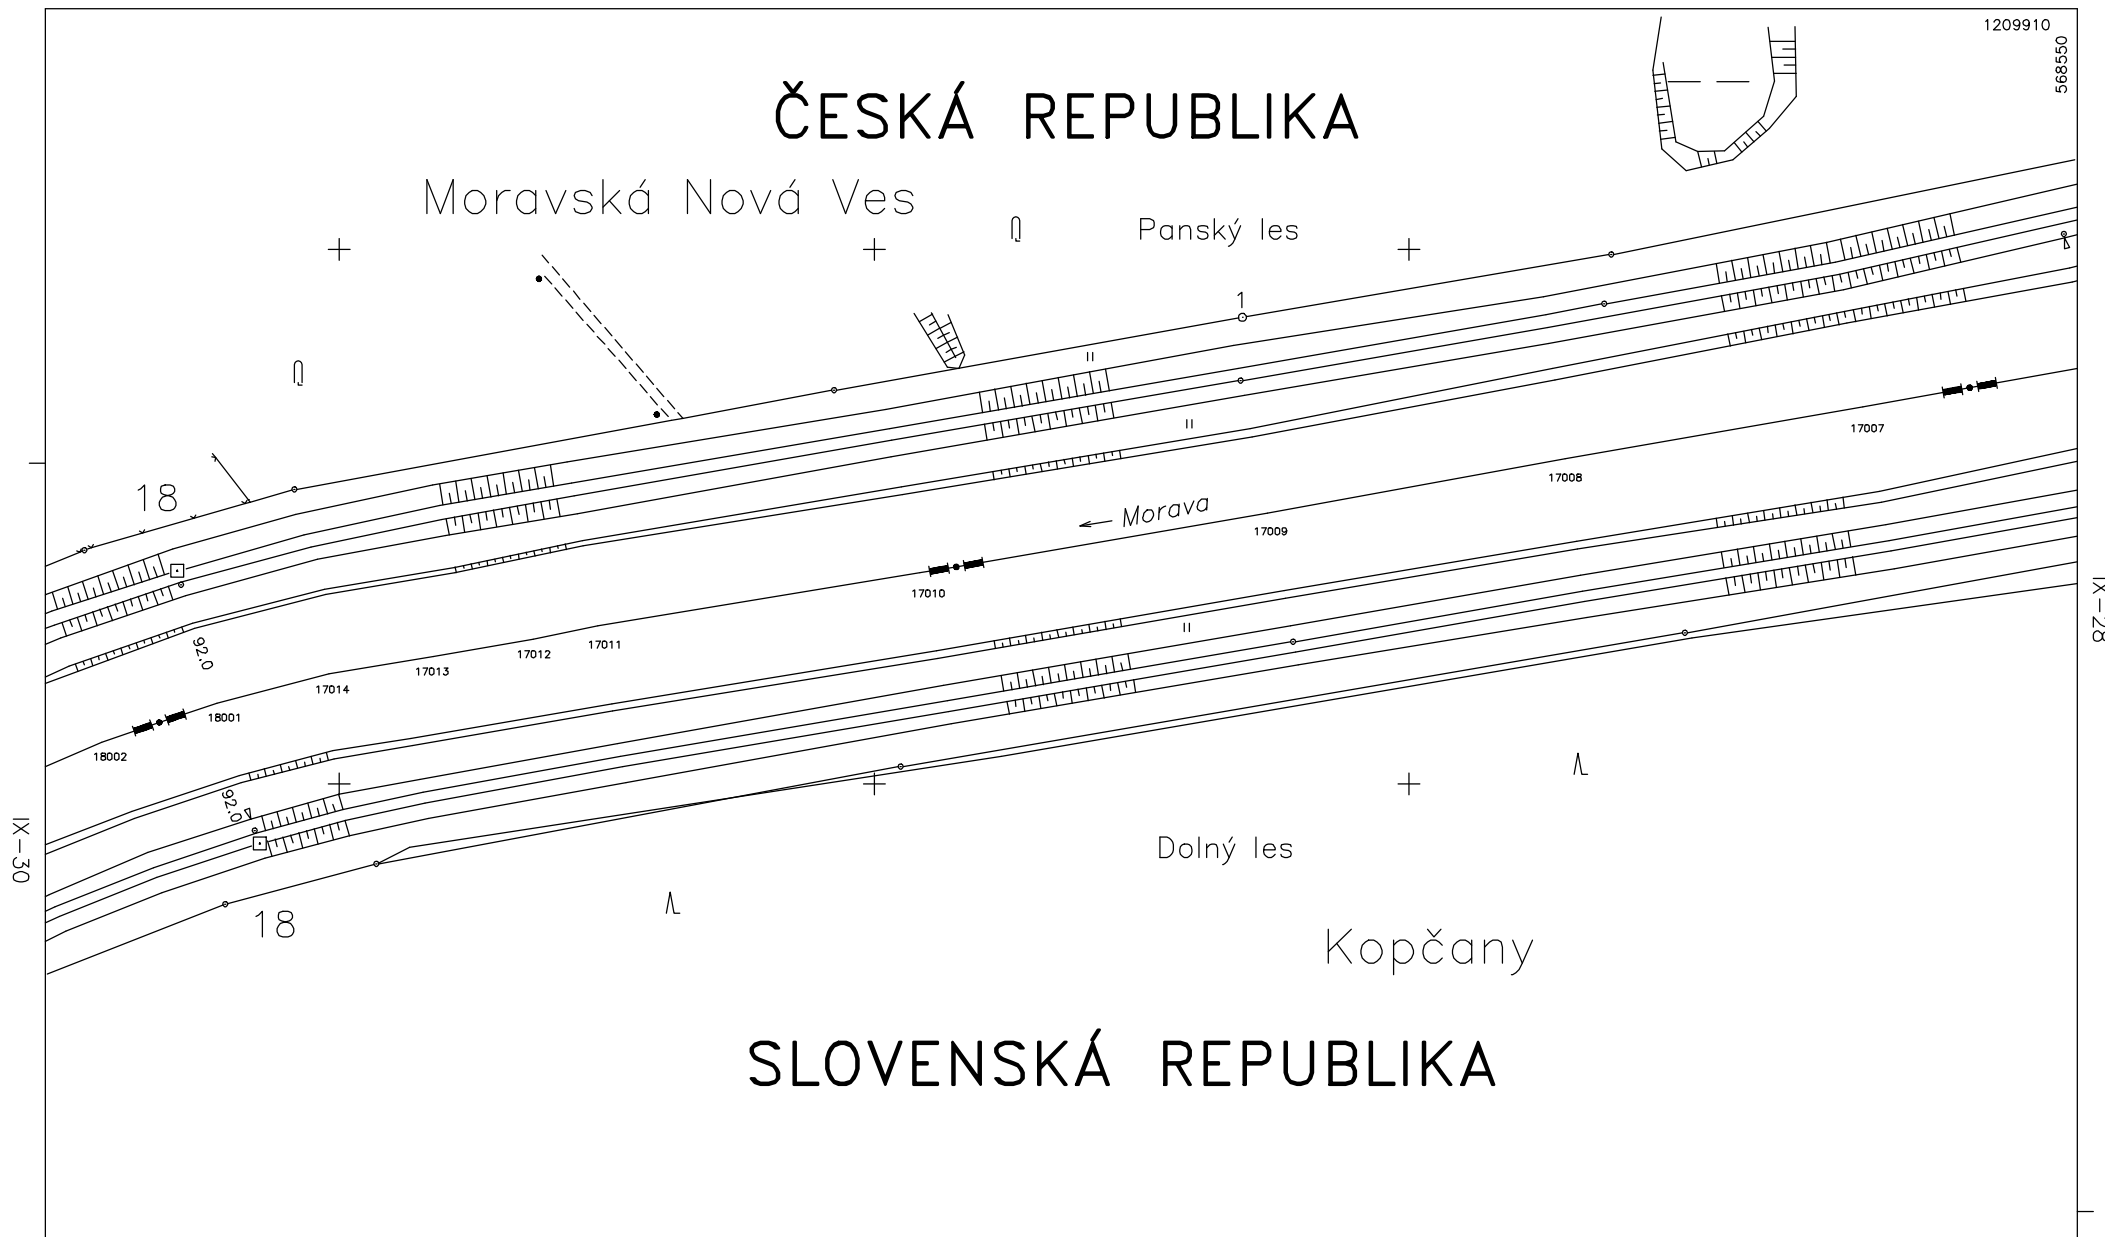 1209910
568550
ČESKÁ REPUBLIKA
Moravská Nová Ves
Panský les
1
17007
17008
18
Morava
17009
17010
IX-28
17011
17012
17013
92.0
17014
18001
18002
92.0
IX-30
Dolný les
18
Kopčany
SLOVENSKÁ REPUBLIKA